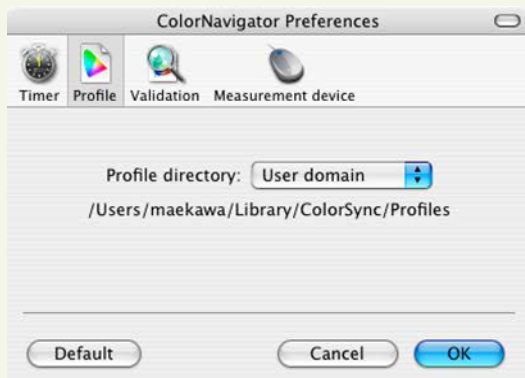 ColorNavigator Preferences
Timer Profile Validation Measurement device
Profile directory: User domain
/Users/maekawa/Library/ColorSync/Profiles
Default Cancel OK